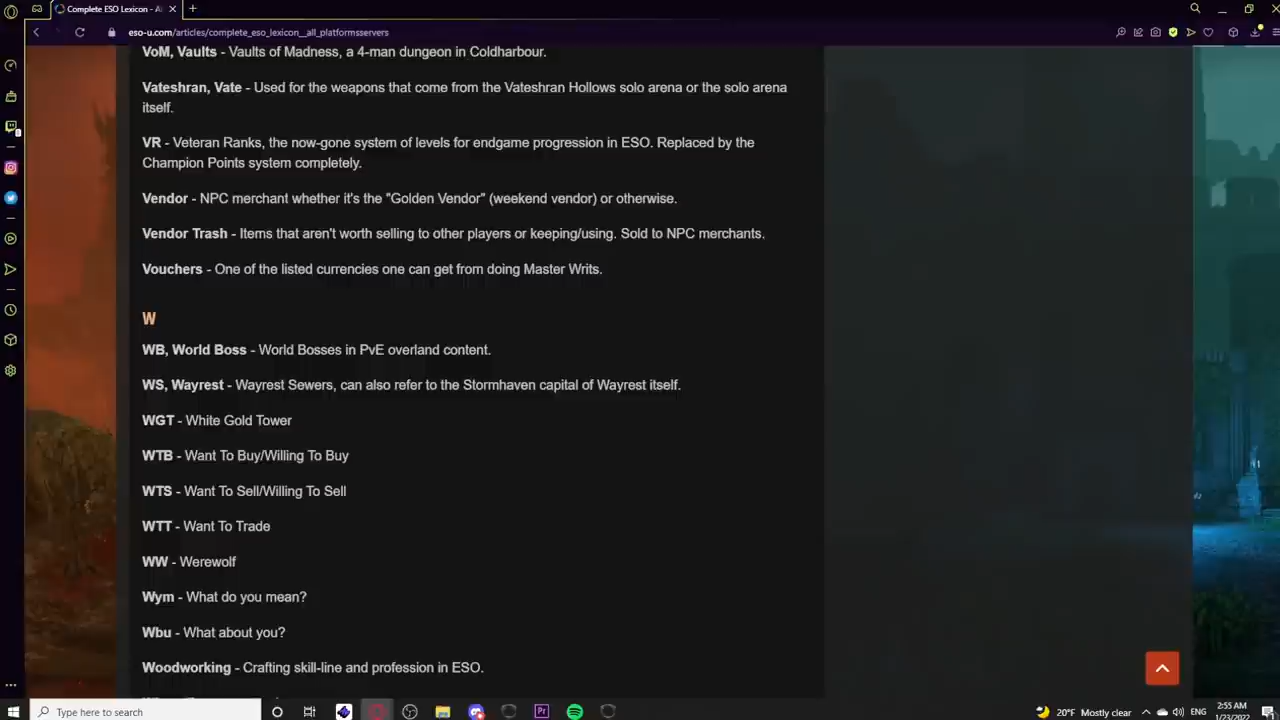 Complete ESO Lexicon - A
eso-u.com/articles/complete_eso_lexicon__all_platformsservers
VoM, Vaults - Vaults of Madness, a 4-man dungeon in Coldharbour.
Vateshran, Vate - Used for the weapons that come from the Vateshran Hollows solo arena or the solo arena
itself.
VR - Veteran Ranks, the now-gone system of levels for endgame progression in ESO. Replaced by the
Champion Points system completely.
Vendor - NPC merchant whether it's the "Golden Vendor" (weekend vendor) or otherwise.
Vendor Trash - Items that aren't worth selling to other players or keeping/using. Sold to NPC merchants.
Vouchers - One of the listed currencies one can get from doing Master Writs.
W
WB, World Boss - World Bosses in PvE overland content.
WS, Wayrest - Wayrest Sewers, can also refer to the Stormhaven capital of Wayrest itself.
WGT - White Gold Tower
WTB - Want To Buy/Willing To Buy
WTS - Want To Sell/Willing To Sell
WTT - Want To Trade
WW - Werewolf
Wym - What do you mean?
Wbu - What about you?
Woodworking - Crafting skill-line and profession in ESO.
Type here to search
20°F Mostly clear
ENG
2:55 AM
1/23/2022